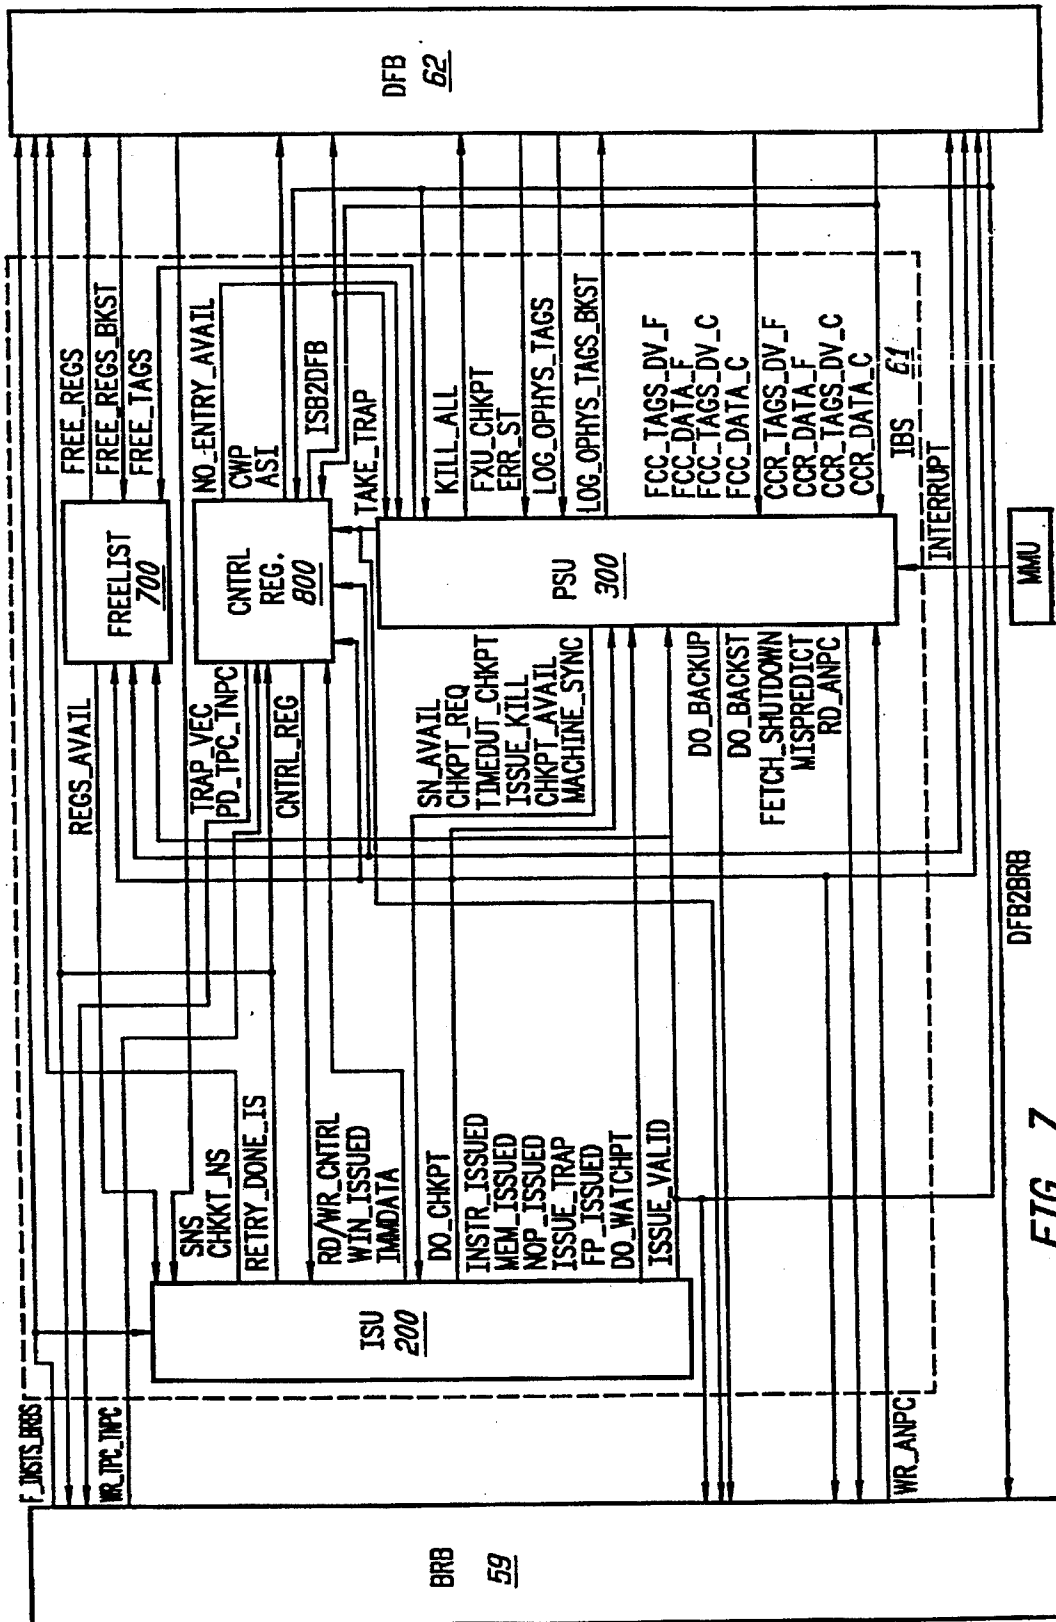 F_INSTS_BRBS
WR_TPC_TNPC
BRB
59
WR_ANPC
ISU
200
SNS
CHKKT_NS
RETRY_DONE_IS
RD/WR_CNTRL
WIN_ISSUED
IMMDATA
DO_CHKPT
INSTR_ISSUED
MEM_ISSUED
NOP_ISSUED
ISSUE_TRAP
FP_ISSUED
DO_WATCHPT
ISSUE_VALID
REGS_AVAIL
TRAP_VEC
PD_TPC_TNPC
CNTRL_REG
SN_AVAIL
CHKPT_REQ
TIMEDUT_CHKPT
ISSUE_KILL
CHKPT_AVAIL
MACHINE_SYNC
DO_BACKUP
DO_BACKST
FETCH_SHUTDOWN
MISPREDICT
RD_ANPC
FREELIST
700
CNTRL
REG.
800
PSU
300
MMU
FREE_REGS
FREE_REGS_BKST
FREE_TAGS
NO_ENTRY_AVAIL
CWP
ASI
ISB2DFB
TAKE_TRAP
KILL_ALL
FXU_CHKPT
ERR_ST
LOG_OPHYS_TAGS
LOG_OPHYS_TAGS_BKST
FCC_TAGS_DV_F
FCC_DATA_F
FCC_TAGS_DV_C
FCC_DATA_C
CCR_TAGS_DV_F
CCR_DATA_F
CCR_TAGS_DV_C
CCR_DATA_C
IBS 61
INTERRUPT
DFB2BRB
DFB
62
FIG. 7